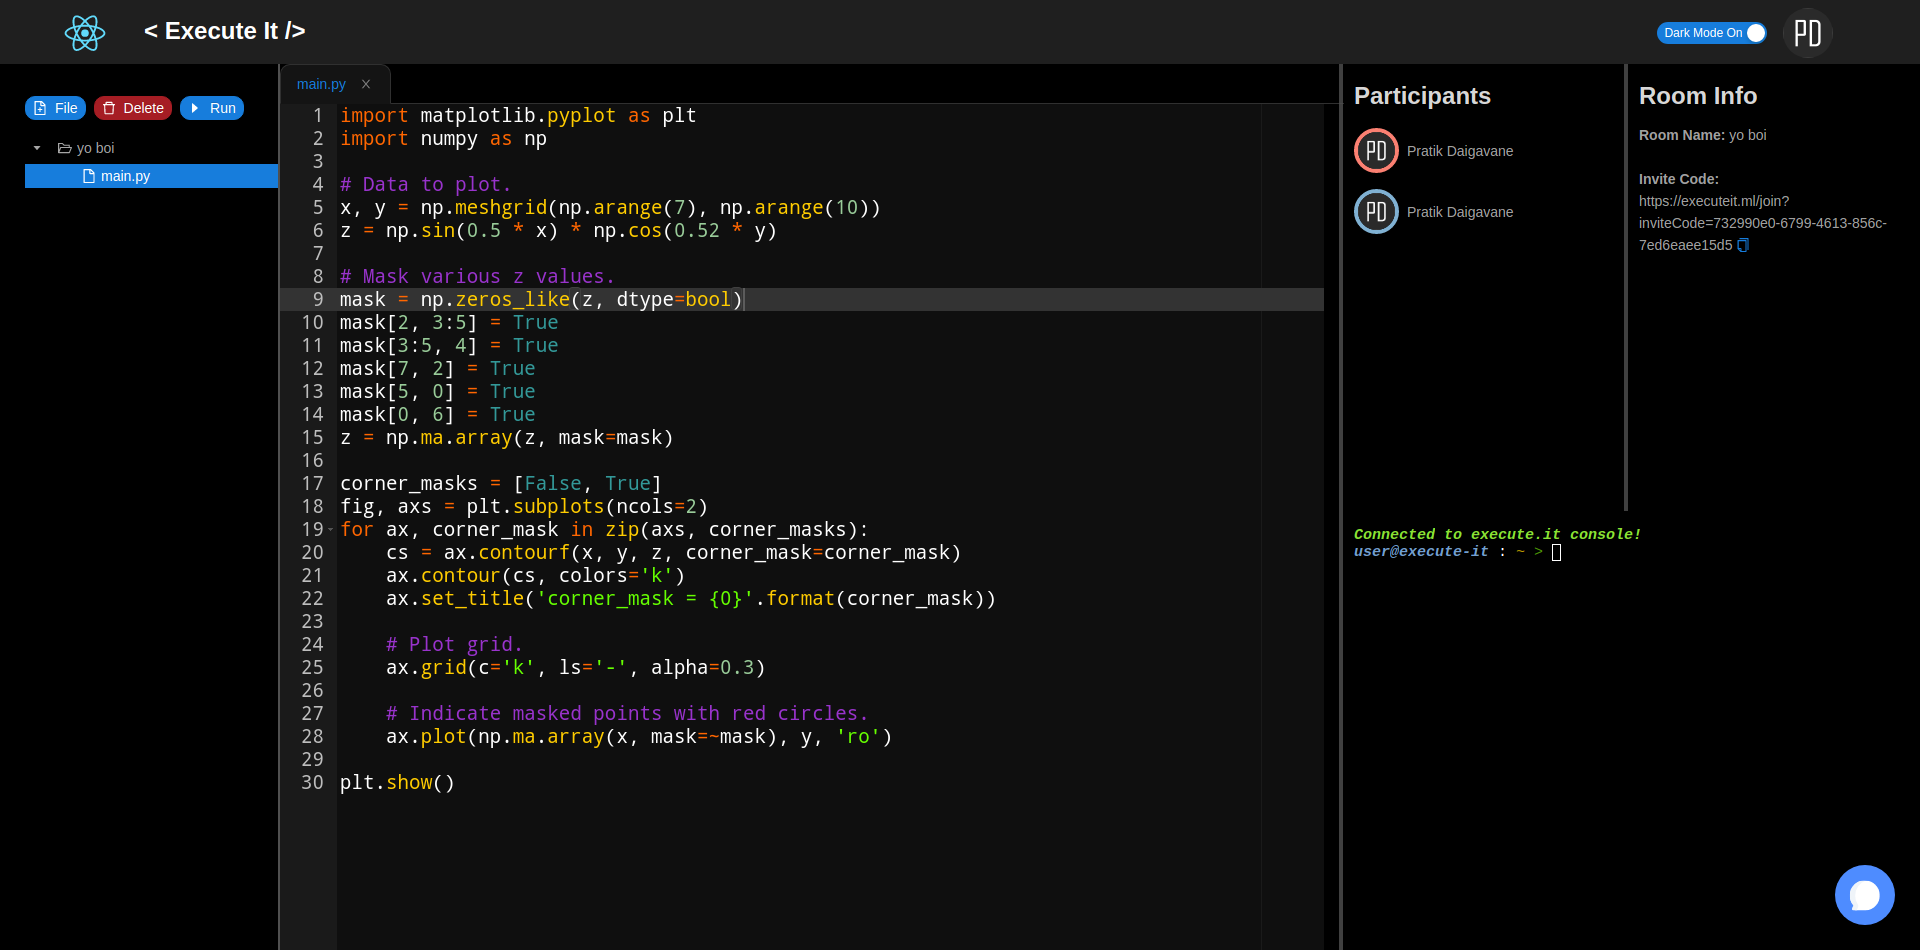 < Execute It />
Dark Mode On
PD
File
Delete
Run
yo boi
main.py
main.py X
1 import matplotlib.pyplot as plt
2 import numpy as np
3
4 # Data to plot.
5 x, y = np.meshgrid(np.arange(7), np.arange(10))
6 z = np.sin(0.5 * x) * np.cos(0.52 * y)
7
8 # Mask various z values.
9 mask = np.zeros_like(z, dtype=bool)
10 mask[2, 3:5] = True
11 mask[3:5, 4] = True
12 mask[7, 2] = True
13 mask[5, 0] = True
14 mask[0, 6] = True
15 z = np.ma.array(z, mask=mask)
16
17 corner_masks = [False, True]
18 fig, axs = plt.subplots(ncols=2)
19 for ax, corner_mask in zip(axs, corner_masks):
20     cs = ax.contourf(x, y, z, corner_mask=corner_mask)
21     ax.contour(cs, colors='k')
22     ax.set_title('corner_mask = {0}'.format(corner_mask))
23
24     # Plot grid.
25     ax.grid(c='k', ls='-', alpha=0.3)
26
27     # Indicate masked points with red circles.
28     ax.plot(np.ma.array(x, mask=~mask), y, 'ro')
29
30 plt.show()
Participants
PD Pratik Daigavane
PD Pratik Daigavane
Room Info
Room Name: yo boi
Invite Code:
https://executeit.ml/join?
inviteCode=732990e0-6799-4613-856c-
7ed6eaee15d5
Connected to execute.it console!
user@execute-it : ~ >